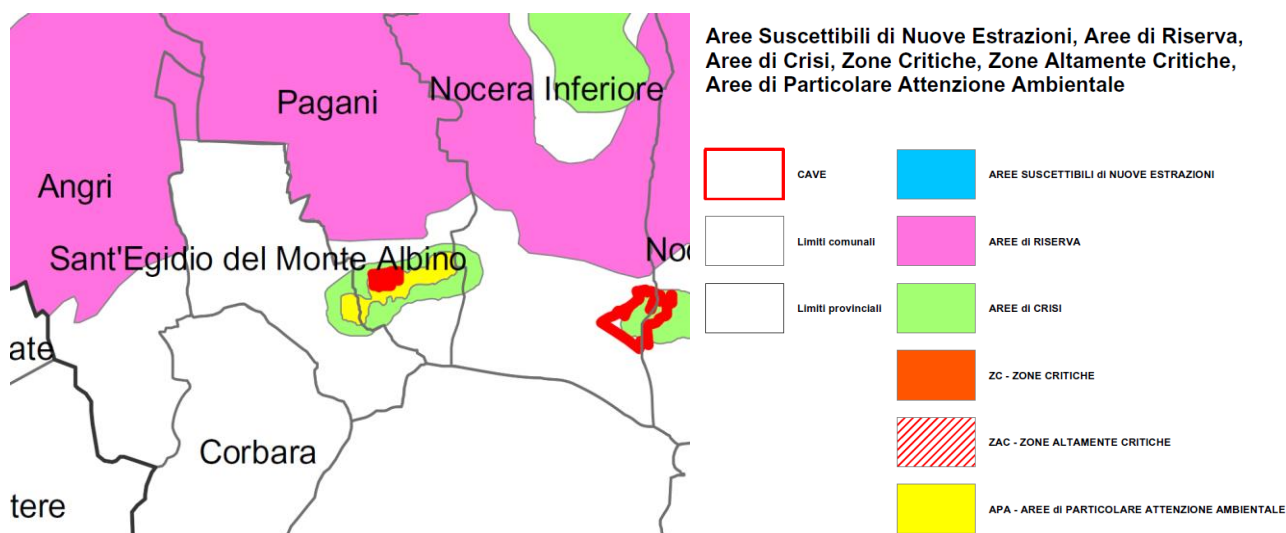 Pagani
Nocera Inferiore
Angri
Sant'Egidio del Monte Albino
Noc
ate
Corbara
tere
Aree Suscettibili di Nuove Estrazioni, Aree di Riserva,
Aree di Crisi, Zone Critiche, Zone Altamente Critiche,
Aree di Particolare Attenzione Ambientale
CAVE
AREE SUSCETTIBILI di NUOVE ESTRAZIONI
Limiti comunali
AREE di RISERVA
Limiti provinciali
AREE di CRISI
ZC - ZONE CRITICHE
ZAC - ZONE ALTAMENTE CRITICHE
APA - AREE di PARTICOLARE ATTENZIONE AMBIENTALE